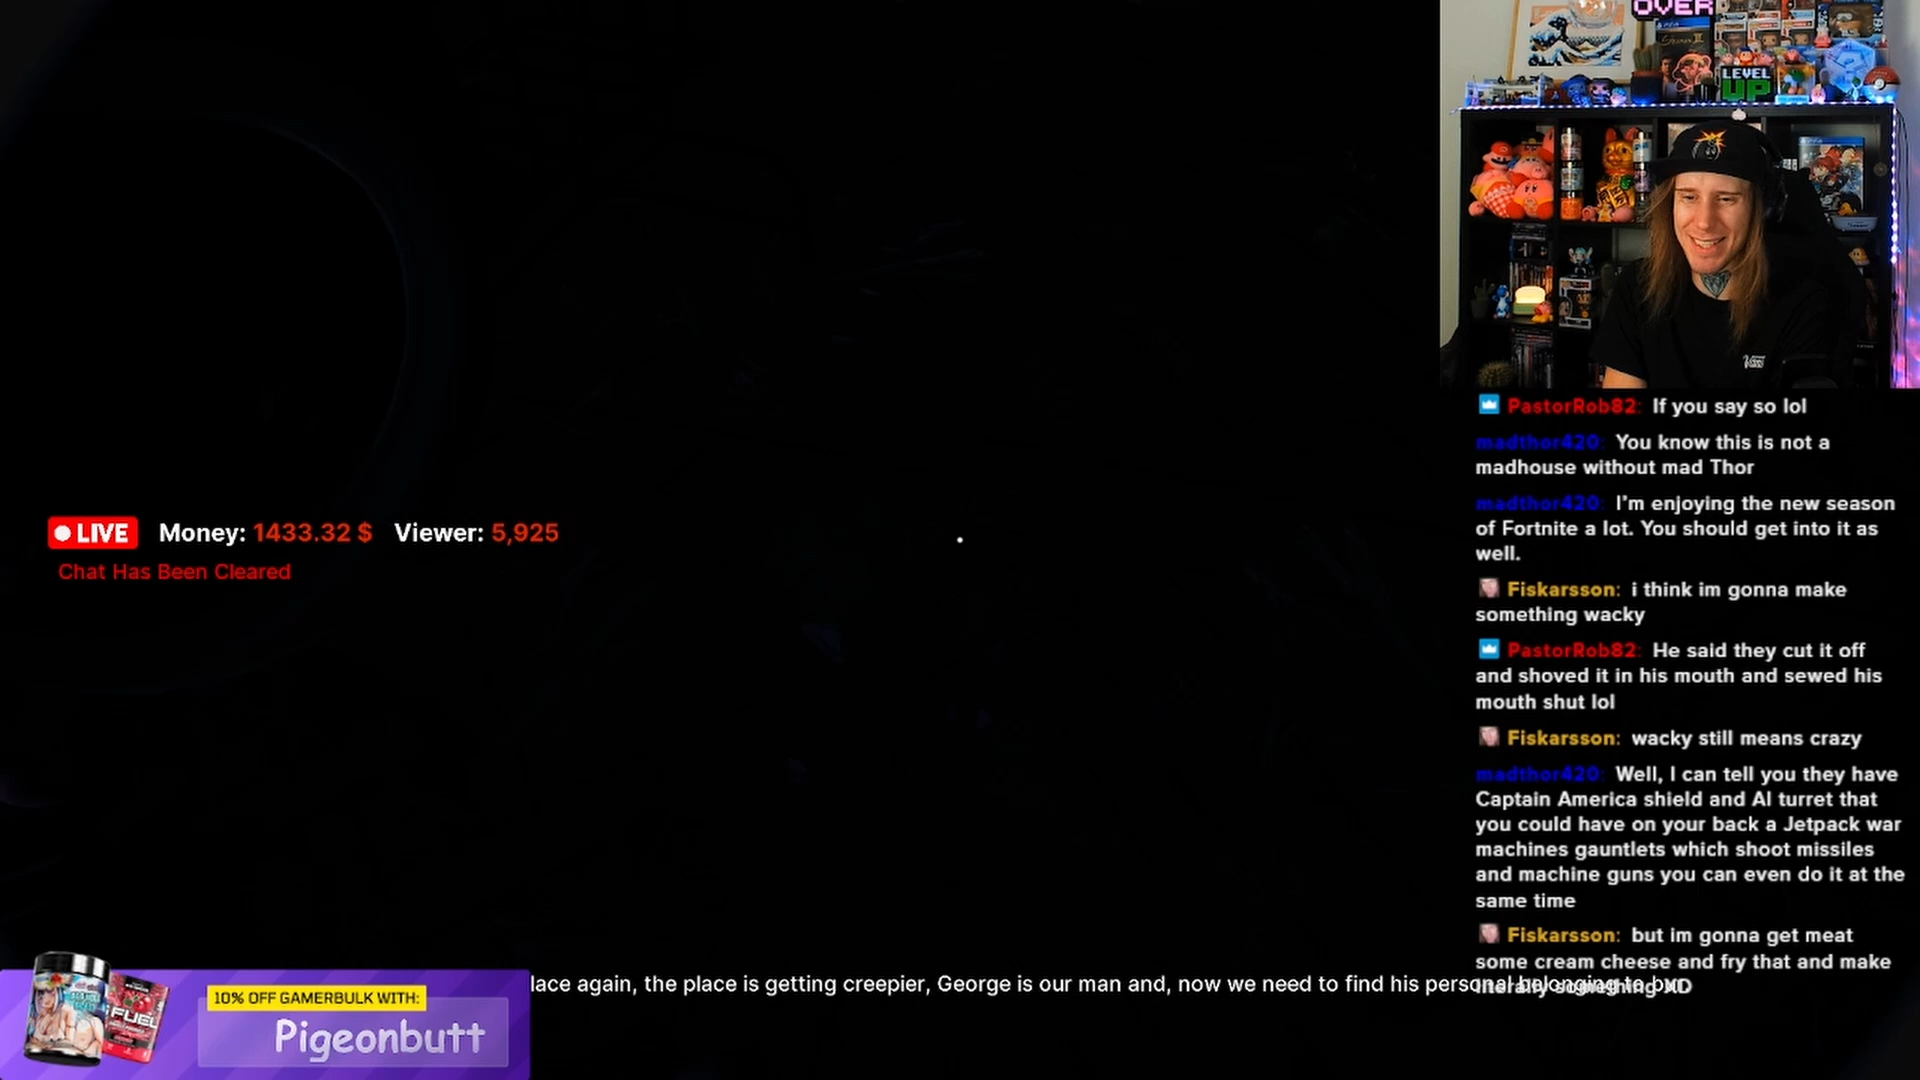 OVER
LEVEL
UP
PastorRob82: If you say so lol
madthor420: You know this is not a
madhouse without mad Thor
madthor420: I'm enjoying the new season
of Fortnite a lot. You should get into it as
well.
Fiskarsson: i think im gonna make
something wacky
PastorRob82: He said they cut it off
and shoved it in his mouth and sewed his
mouth shut lol
Fiskarsson: wacky still means crazy
madthor420: Well, I can tell you they have
Captain America shield and AI turret that
you could have on your back a Jetpack war
machines gauntlets which shoot missiles
and machine guns you can even do it at the
same time
Fiskarsson: but im gonna get meat
some cream cheese and fry that and make
literally something XD
LIVE Money: 1433.32 $ Viewer: 5,925
Chat Has Been Cleared
lace again, the place is getting creepier, George is our man and, now we need to find his personal belonging to
10% OFF GAMERBULK WITH:
Pigeonbutt
FUEL